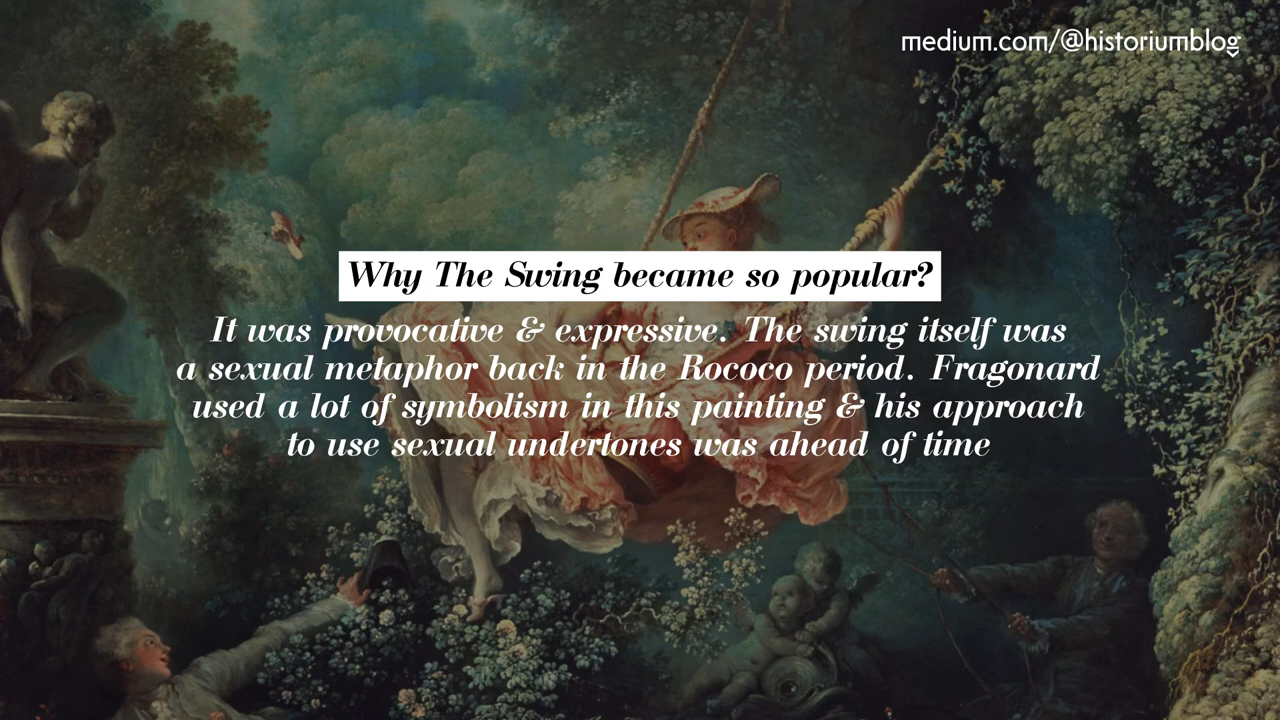 medium.com/@historiumblog
Why The Swing became so popular?
It was provocative & expressive. The swing itself was
a sexual metaphor back in the Rococo period. Fragonard
used a lot of symbolism in this painting & his approach
to use sexual undertones was ahead of time